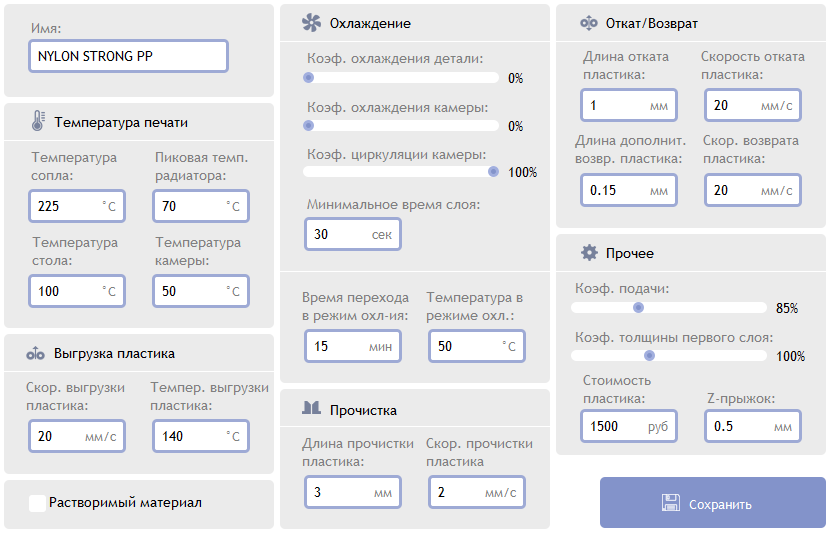 Имя:
NYLON STRONG PP
Температура печати
Температура
сопла:
225 °C
Пиковая темп.
радиатора:
70 °C
Температура
стола:
100 °C
Температура
камеры:
50 °C
Выгрузка пластика
Скор. выгрузки
пластика:
20 мм/с
Темпер. выгрузки
пластика:
140 °C
Растворимый материал
Охлаждение
Коэф. охлаждения детали:
0%
Коэф. охлаждения камеры:
0%
Коэф. циркуляции камеры:
100%
Минимальное время слоя:
30 сек
Время перехода
в режим охл-ия:
15 мин
Температура в
режиме охл.:
50 °C
Прочистка
Длина прочистки
пластика:
3 мм
Скор. прочистки
пластика
2 мм/с
Откат/Возврат
Длина отката
пластика:
1 мм
Скорость отката
пластика:
20 мм/с
Длина дополнит.
возвр. пластика:
0.15 мм
Скор. возврата
пластика:
20 мм/с
Прочее
Коэф. подачи:
85%
Коэф. толщины первого слоя:
100%
Стоимость
пластика:
1500 руб
Z-прыжок:
0.5 мм
Сохранить